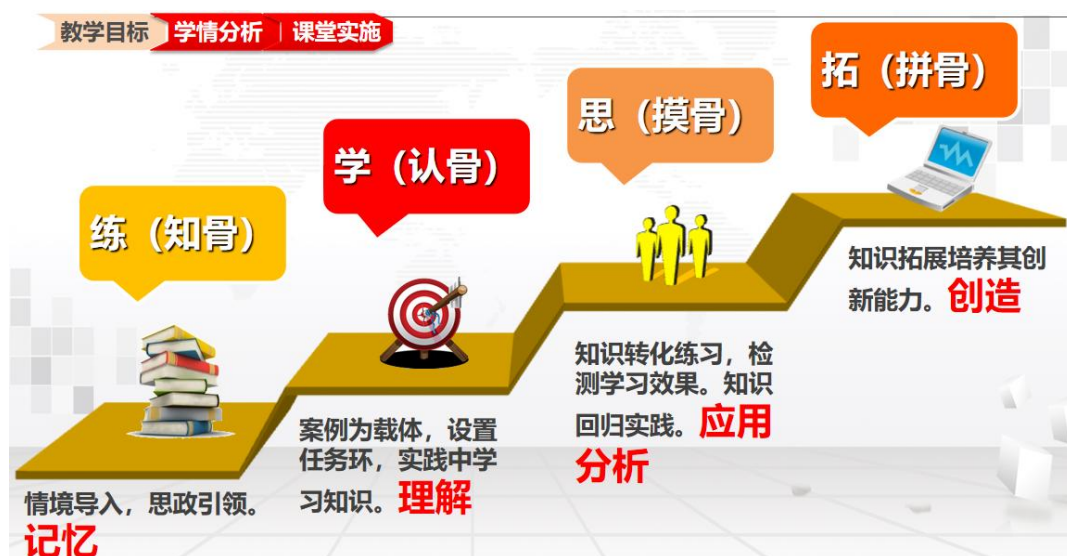 教学目标 学情分析 课堂实施
练（知骨）
情境导入，思政引领。
记忆
学（认骨）
案例为载体，设置
任务环，实践中学
习知识。理解
思（摸骨）
知识转化练习，检
测学习效果。知识
回归实践。应用
分析
拓（拼骨）
知识拓展培养其创
新能力。创造